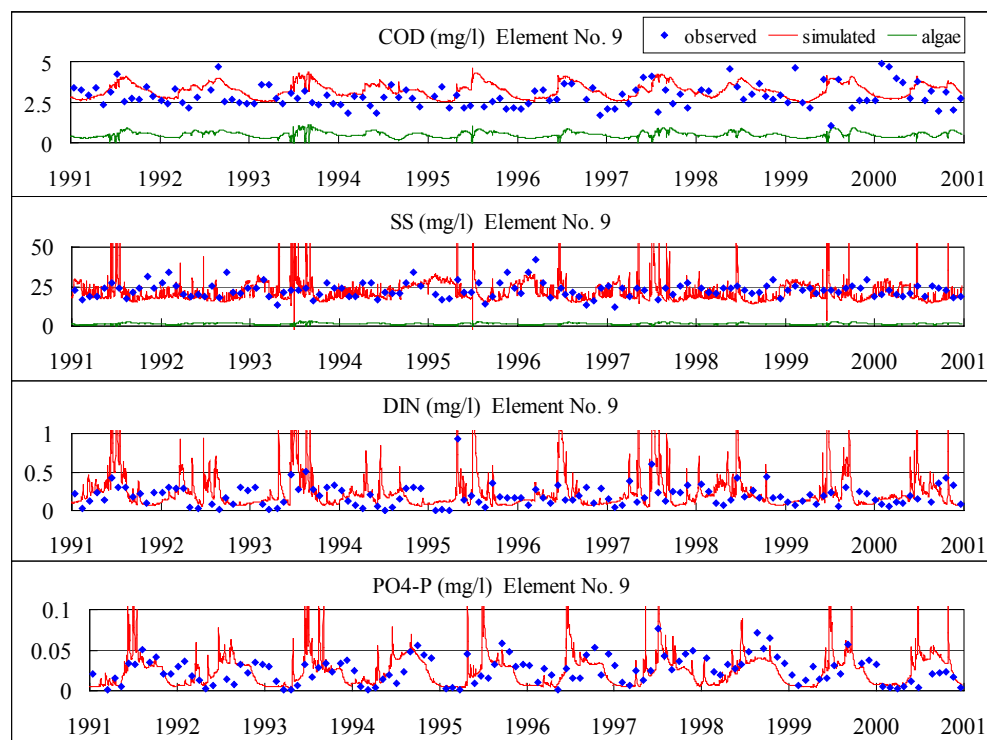 COD (mg/l) Element No. 9
observed simulated algae
5
2.5
0
1991 1992 1993 1994 1995 1996 1997 1998 1999 2000 2001
SS (mg/l) Element No. 9
50
25
0
1991 1992 1993 1994 1995 1996 1997 1998 1999 2000 2001
DIN (mg/l) Element No. 9
1
0.5
0
1991 1992 1993 1994 1995 1996 1997 1998 1999 2000 2001
PO4-P (mg/l) Element No. 9
0.1
0.05
0
1991 1992 1993 1994 1995 1996 1997 1998 1999 2000 2001